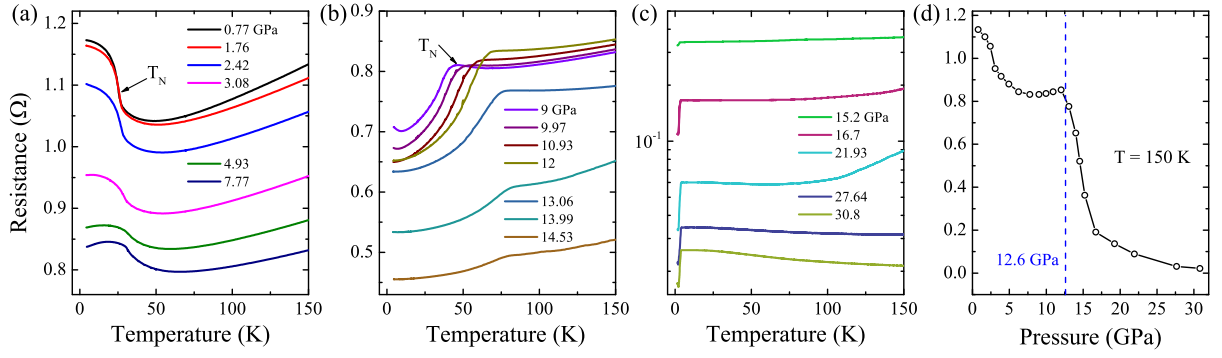 (a)
1.2
1.1
1.0
0.9
0.8
Resistance (Ω)
0.77 GPa
1.76
2.42
3.08
T_N
4.93
7.77
0 50 100 150
Temperature (K)
(b)
0.9
0.8
0.7
0.6
0.5
T_N
9 GPa
9.97
10.93
12
13.06
13.99
14.53
0 50 100 150
Temperature (K)
(c)
10^-1
15.2 GPa
16.7
21.93
27.64
30.8
0 50 100 150
Temperature (K)
(d)
1.2
1.0
0.8
0.6
0.4
0.2
0.0
T = 150 K
12.6 GPa
0 5 10 15 20 25 30
Pressure (GPa)